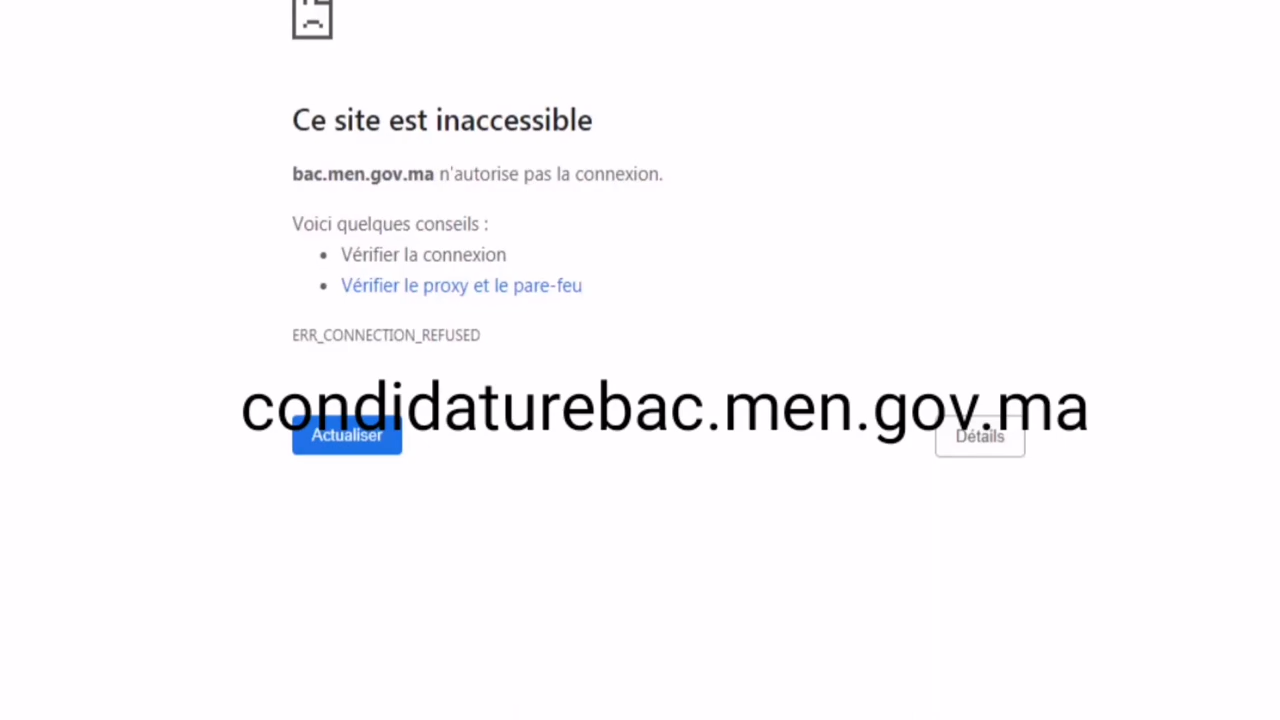 Ce site est inaccessible
bac.men.gov.ma n'autorise pas la connexion.
Voici quelques conseils :
• Vérifier la connexion
• Vérifier le proxy et le pare-feu
ERR_CONNECTION_REFUSED
condidaturebac.men.gov.ma
Actualiser
Détails